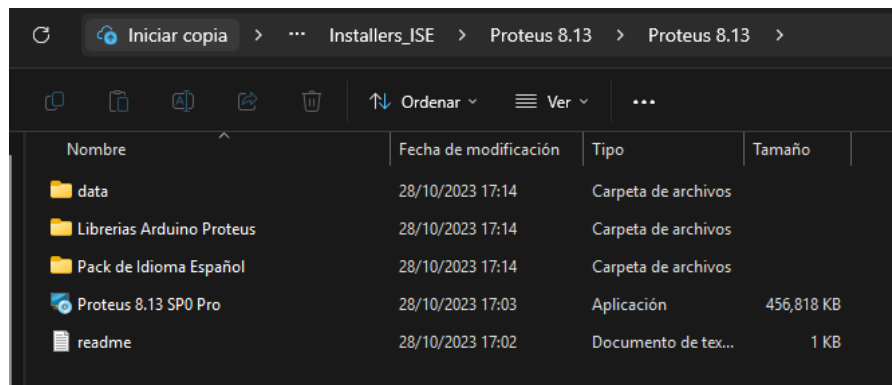 Iniciar copia > ... Installers_ISE > Proteus 8.13 > Proteus 8.13 >
Ordenar Ver ...
Nombre Fecha de modificación Tipo Tamaño
data 28/10/2023 17:14 Carpeta de archivos
Librerias Arduino Proteus 28/10/2023 17:14 Carpeta de archivos
Pack de Idioma Español 28/10/2023 17:14 Carpeta de archivos
Proteus 8.13 SP0 Pro 28/10/2023 17:03 Aplicación 456,818 KB
readme 28/10/2023 17:02 Documento de tex... 1 KB